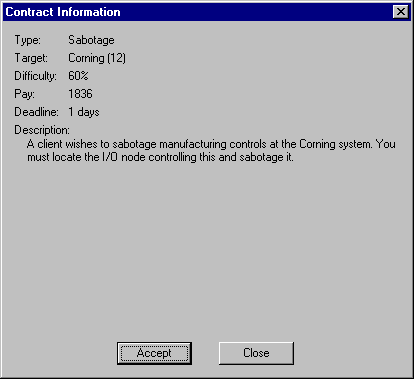 Contract Information
Type: Sabotage
Target: Corning (12)
Difficulty: 60%
Pay: 1836
Deadline: 1 days
Description:
A client wishes to sabotage manufacturing controls at the Corning system. You
must locate the I/O node controlling this and sabotage it.
Accept Close